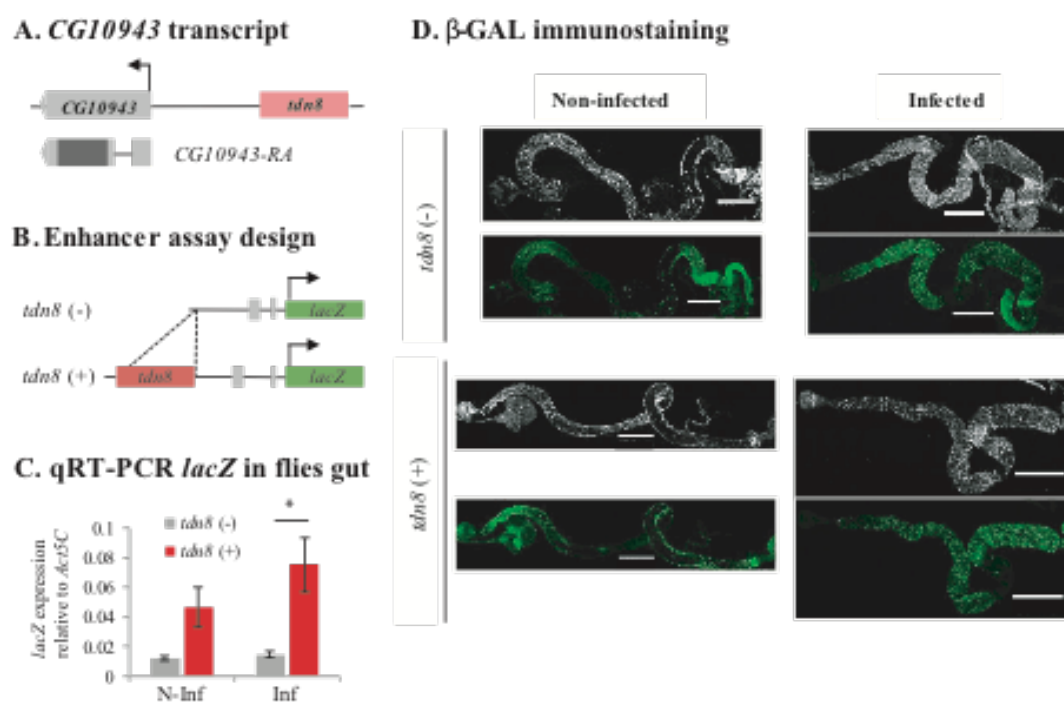 A. CG10943 transcript
CG10943
tdn8
CG10943-RA
B. Enhancer assay design
tdn8 (-)
lacZ
tdn8 (+)
tdn8
lacZ
C. qRT-PCR lacZ in flies gut
lacZ expression
relative to Act5C
0.1
0.08
0.06
0.04
0.02
0
tdn8 (-)
tdn8 (+)
*
N-Inf
Inf
D. β-GAL immunostaining
Non-infected
Infected
tdn8 (-)
tdn8 (+)